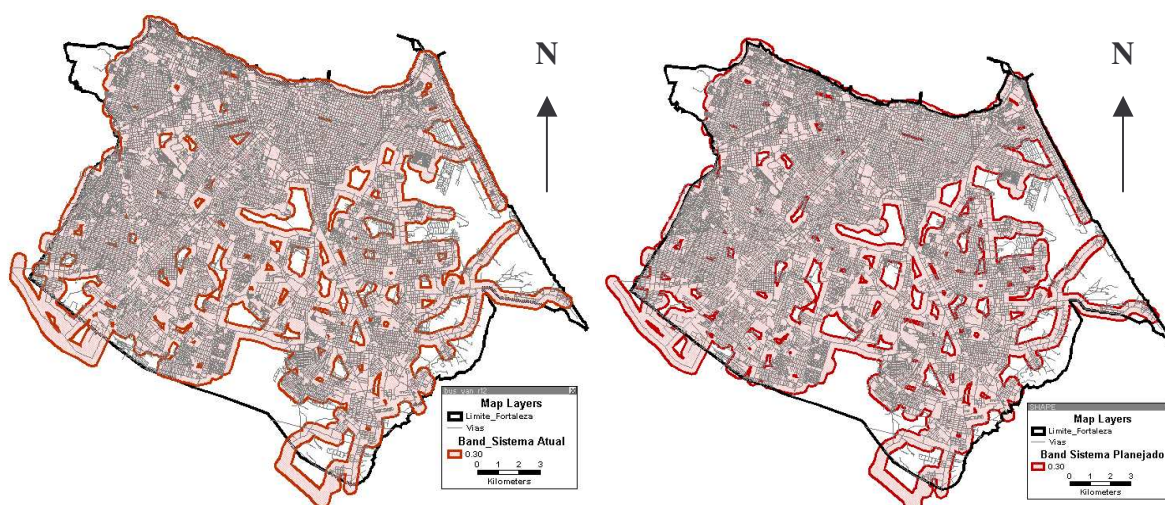 N
N
Map Layers
Limite_Fortaleza
Vias
Band_Sistema Atual
0.30
0 1 2 3
Kilometers
SHAPE
Map Layers
Limite_Fortaleza
Vias
Band Sistema Planejado
0.30
0 1 2 3
Kilometers